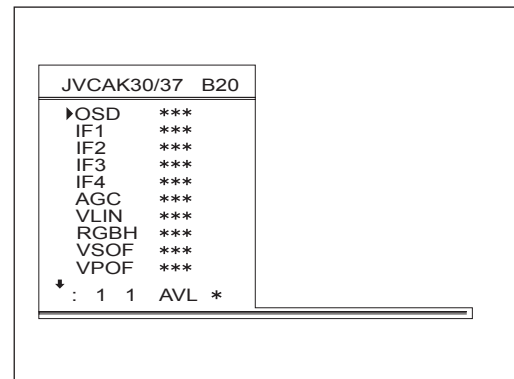 JVCAK30/37 B20
OSD ***
IF1 ***
IF2 ***
IF3 ***
IF4 ***
AGC ***
VLIN ***
RGBH ***
VSOF ***
VPOF ***
: 1 1 AVL *